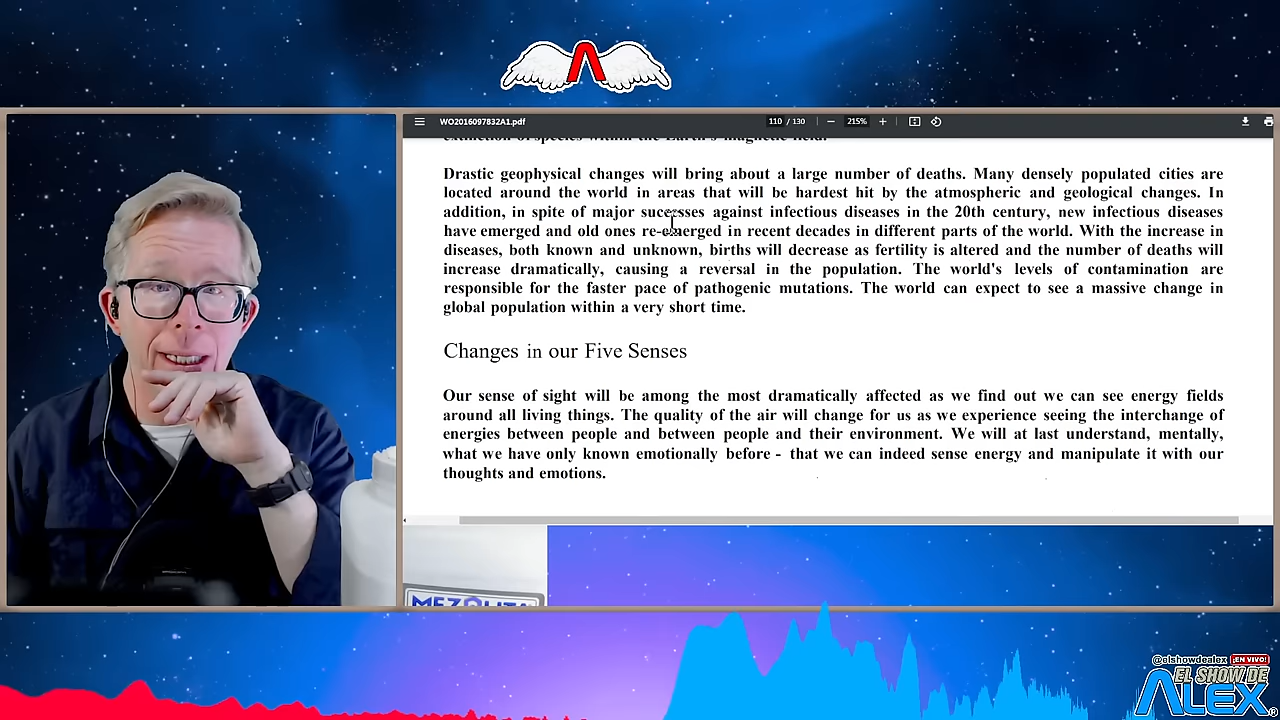 WO2016097832A1.pdf
110 / 130
215%
extinction of species within the Earth's magnetic field.
Drastic geophysical changes will bring about a large number of deaths. Many densely populated cities are
located around the world in areas that will be hardest hit by the atmospheric and geological changes. In
addition, in spite of major sucesses against infectious diseases in the 20th century, new infectious diseases
have emerged and old ones re-emerged in recent decades in different parts of the world. With the increase in
diseases, both known and unknown, births will decrease as fertility is altered and the number of deaths will
increase dramatically, causing a reversal in the population. The world's levels of contamination are
responsible for the faster pace of pathogenic mutations. The world can expect to see a massive change in
global population within a very short time.
Changes in our Five Senses
Our sense of sight will be among the most dramatically affected as we find out we can see energy fields
around all living things. The quality of the air will change for us as we experience seeing the interchange of
energies between people and between people and their environment. We will at last understand, mentally,
what we have only known emotionally before - that we can indeed sense energy and manipulate it with our
thoughts and emotions.
@elshowdealex ¡EN VIVO!
EL SHOW DE
ALEX